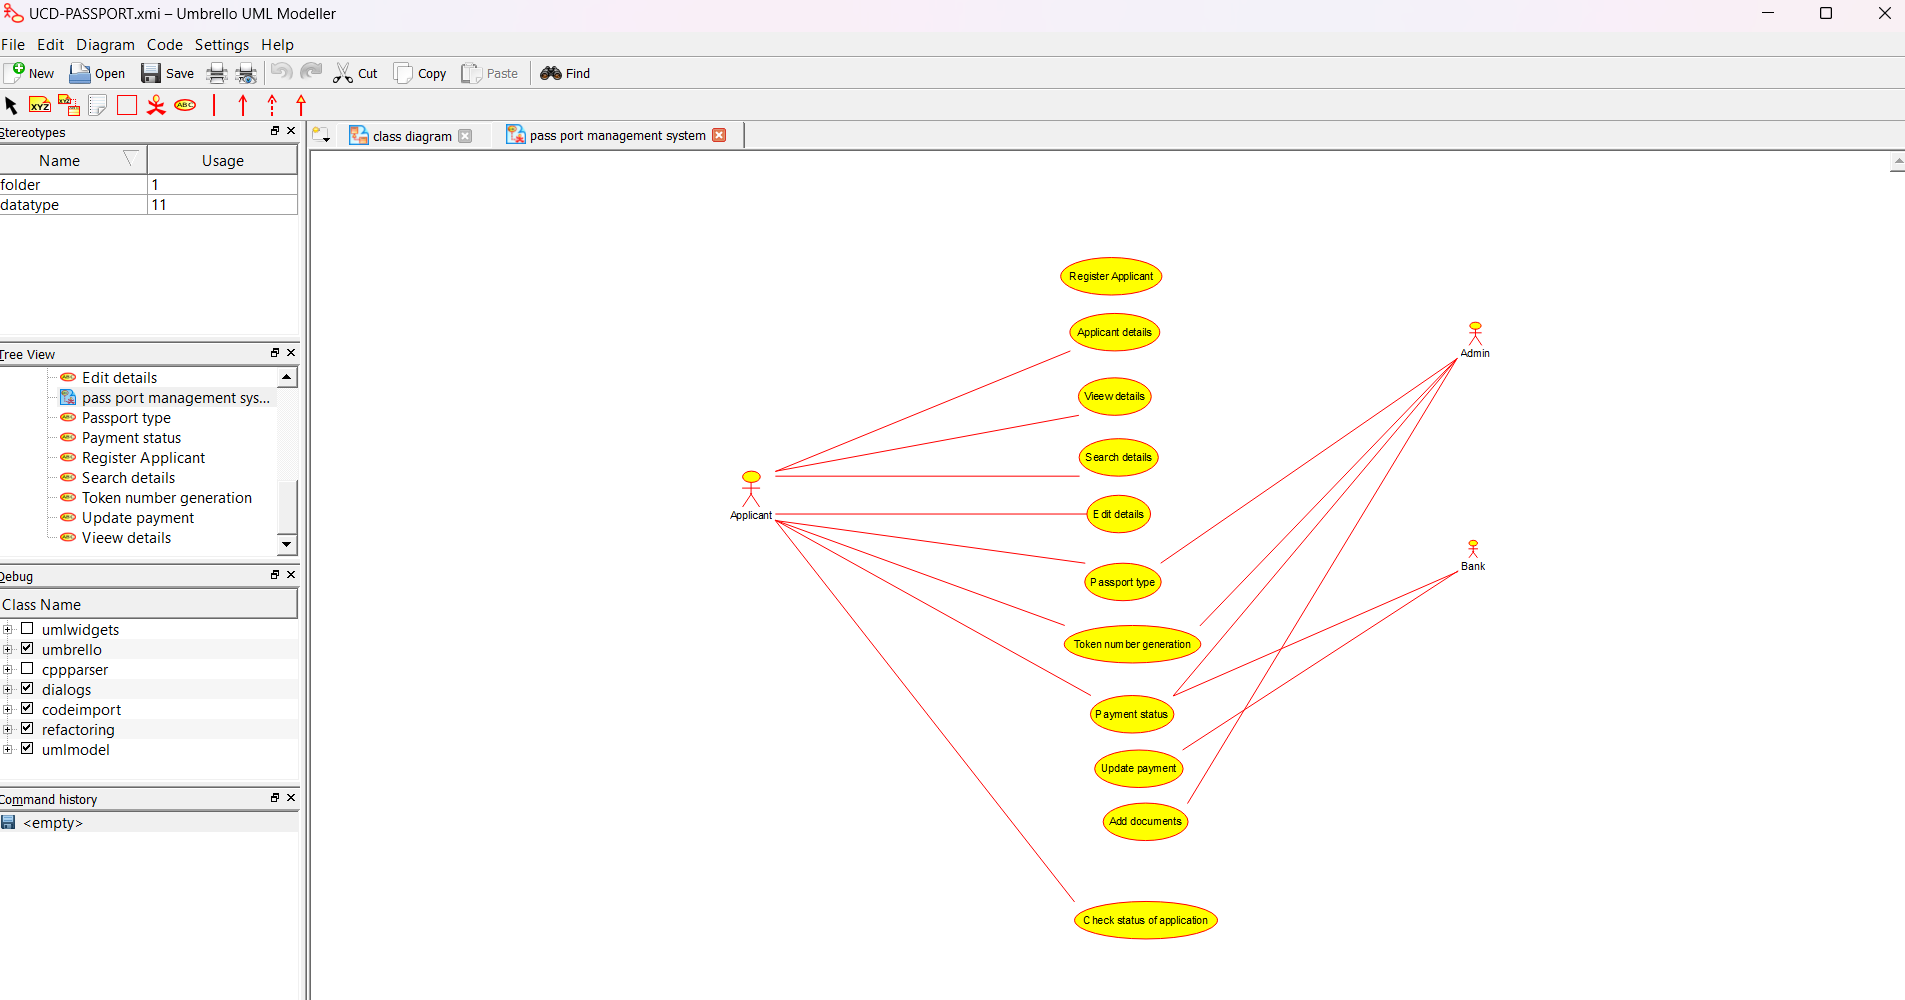 UCD-PASSPORT.xmi – Umbrello UML Modeller
File Edit Diagram Code Settings Help
New Open Save Cut Copy Paste Find
XYZ XYZ ABC
Stereotypes
class diagram pass port management system
Name Usage
folder 1
datatype 11
Tree View
Edit details
pass port management sys...
Passport type
Payment status
Register Applicant
Search details
Token number generation
Update payment
Vieew details
Debug
Class Name
umlwidgets
umbrello
cppparser
dialogs
codeimport
refactoring
umlmodel
Command history
<empty>
Register Applicant
Applicant details
Admin
Vieew details
Search details
Applicant
Edit details
Bank
Passport type
Token number generation
Payment status
Update payment
Add documents
Check status of application